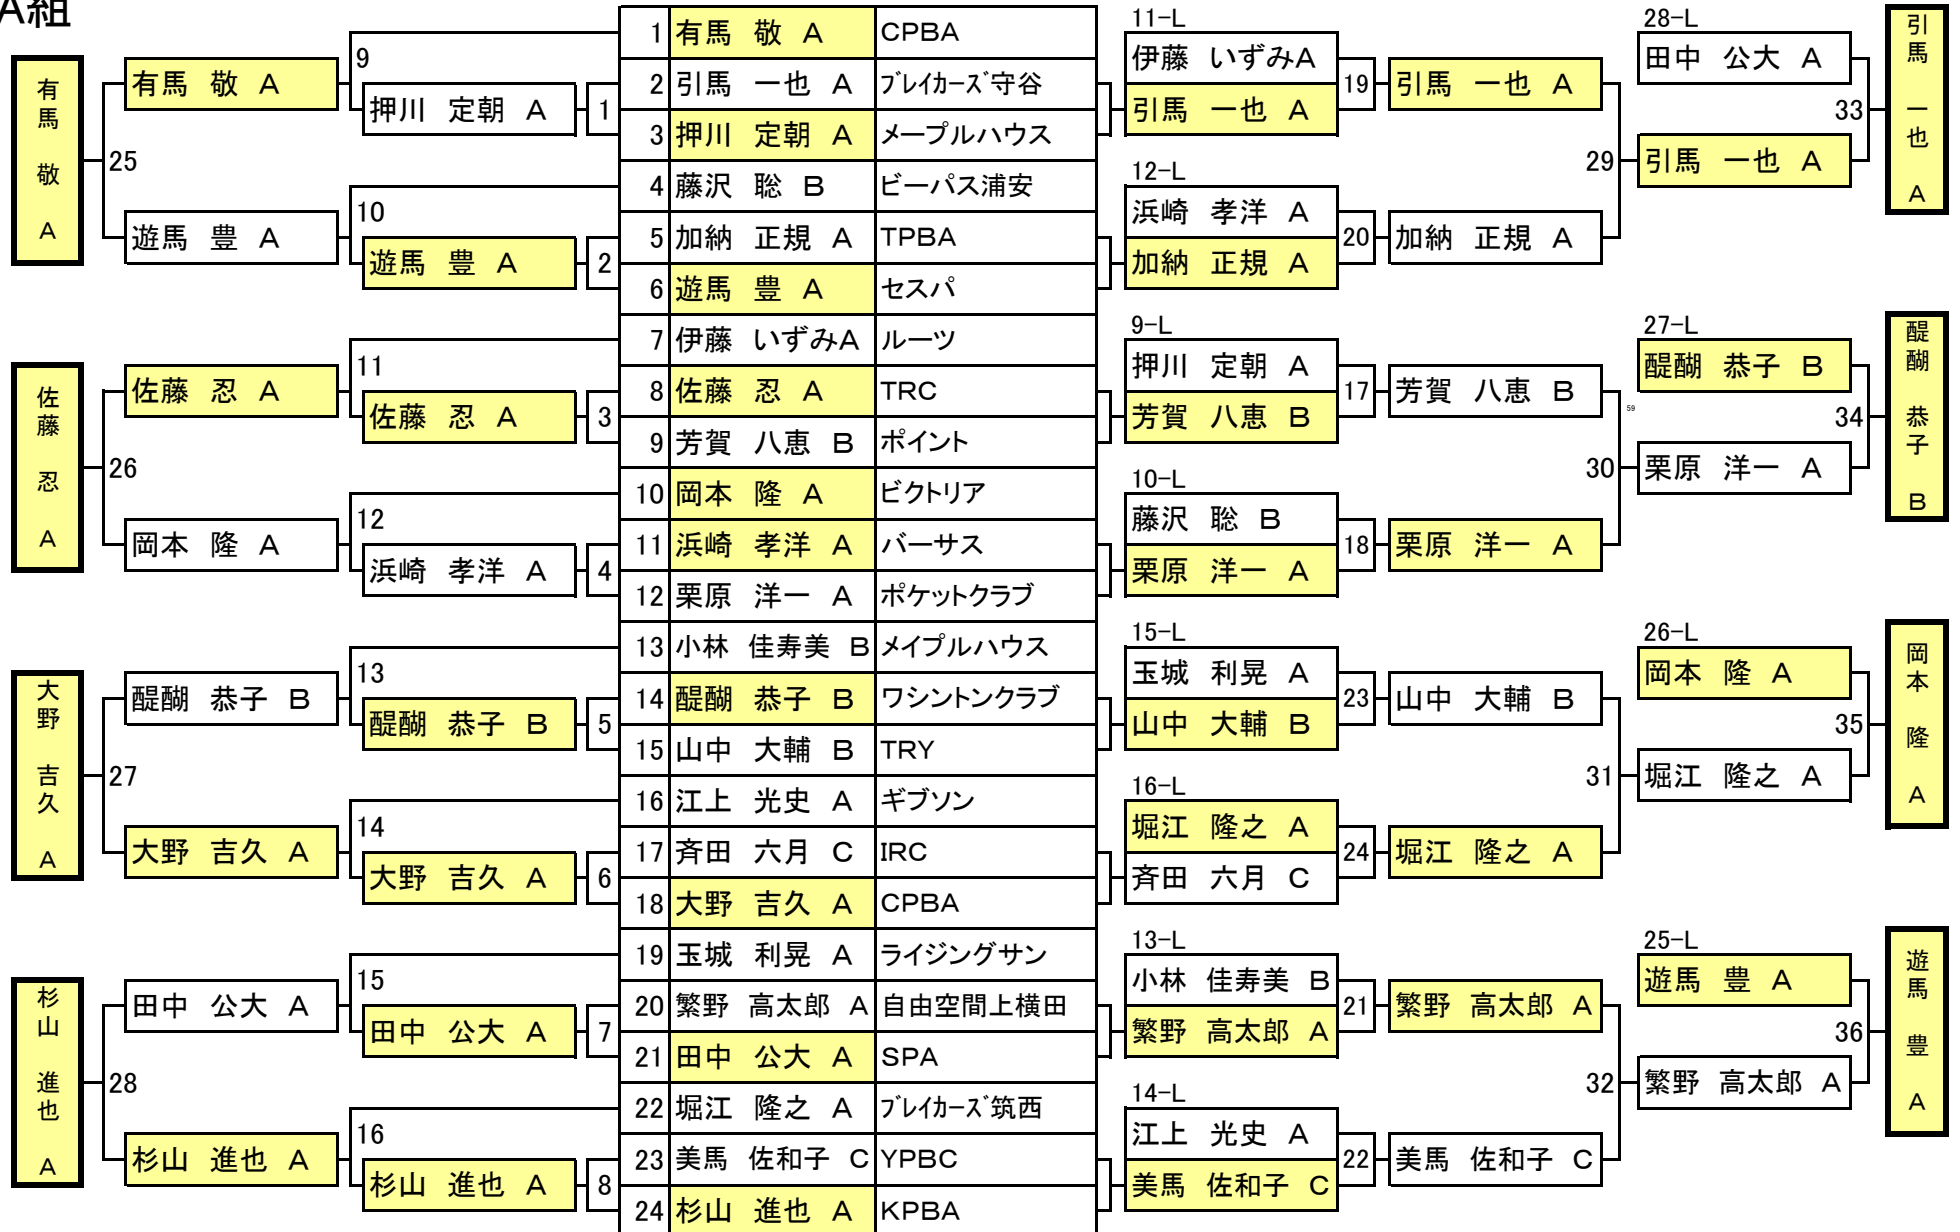 A組
有馬 敬 A
佐藤 忍 A
大野 吉久 A
杉山 進也 A
有馬 敬 A
25
遊馬 豊 A
佐藤 忍 A
26
岡本 隆 A
醍醐 恭子 B
27
大野 吉久 A
田中 公大 A
28
杉山 進也 A
9
押川 定朝 A 1
10
遊馬 豊 A 2
11
佐藤 忍 A 3
12
浜崎 孝洋 A 4
13
醍醐 恭子 B 5
14
大野 吉久 A 6
15
田中 公大 A 7
16
杉山 進也 A 8
1 有馬 敬 A CPBA
2 引馬 一也 A ブレイカーズ守谷
3 押川 定朝 A メープルハウス
4 藤沢 聡 B ビーパス浦安
5 加納 正規 A TPBA
6 遊馬 豊 A セスパ
7 伊藤 いずみA ルーツ
8 佐藤 忍 A TRC
9 芳賀 八恵 B ポイント
10 岡本 隆 A ビクトリア
11 浜崎 孝洋 A バーサス
12 栗原 洋一 A ポケットクラブ
13 小林 佳寿美 B メイプルハウス
14 醍醐 恭子 B ワシントンクラブ
15 山中 大輔 B TRY
16 江上 光史 A ギブソン
17 斉田 六月 C IRC
18 大野 吉久 A CPBA
19 玉城 利晃 A ライジングサン
20 繁野 高太郎 A 自由空間上横田
21 田中 公大 A SPA
22 堀江 隆之 A ブレイカーズ筑西
23 美馬 佐和子 C YPBC
24 杉山 進也 A KPBA
11-L
伊藤 いずみA
引馬 一也 A
19
12-L
浜崎 孝洋 A
加納 正規 A
20
9-L
押川 定朝 A
芳賀 八恵 B
17
10-L
藤沢 聡 B
栗原 洋一 A
18
15-L
玉城 利晃 A
山中 大輔 B
23
16-L
堀江 隆之 A
斉田 六月 C
24
13-L
小林 佳寿美 B
繁野 高太郎 A
21
14-L
江上 光史 A
美馬 佐和子 C
22
引馬 一也 A
29
加納 正規 A
芳賀 八恵 B
59
30
栗原 洋一 A
山中 大輔 B
31
堀江 隆之 A
繁野 高太郎 A
32
美馬 佐和子 C
28-L
田中 公大 A
33
引馬 一也 A
27-L
醍醐 恭子 B
34
栗原 洋一 A
26-L
岡本 隆 A
35
堀江 隆之 A
25-L
遊馬 豊 A
36
繁野 高太郎 A
引馬 一也 A
醍醐 恭子 B
岡本 隆 A
遊馬 豊 A